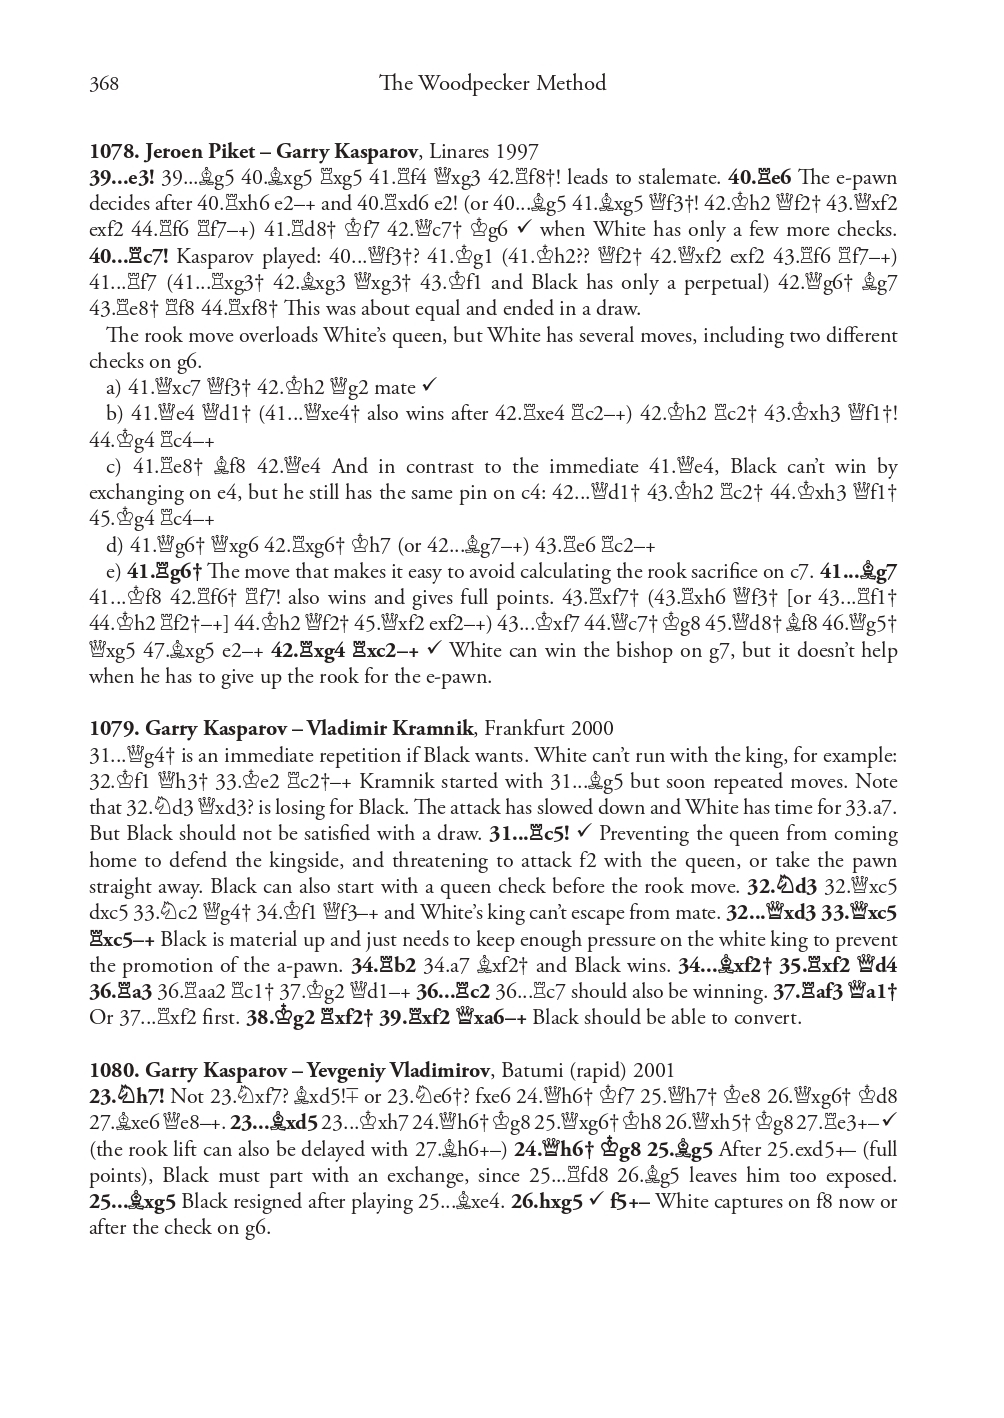 368 The Woodpecker Method
1078. Jeroen Piket – Garry Kasparov, Linares 1997
39...e3! 39...♗g5 40.♗xg5 ♖xg5 41.♖f4 ♕xg3 42.♖f8†! leads to stalemate. 40.♖e6 The e-pawn
decides after 40.♖xh6 e2–+ and 40.♖xd6 e2! (or 40...♗g5 41.♗xg5 ♕f3†! 42.♔h2 ♕f2† 43.♕xf2
exf2 44.♖f6 ♖f7–+) 41.♖d8† ♔f7 42.♕c7† ♔g6 ✓ when White has only a few more checks.
40...♖c7! Kasparov played: 40...♕f3†? 41.♔g1 (41.♔h2?? ♕f2† 42.♕xf2 exf2 43.♖f6 ♖f7–+)
41...♖f7 (41...♖xg3† 42.♗xg3 ♕xg3† 43.♔f1 and Black has only a perpetual) 42.♕g6† ♗g7
43.♖e8† ♖f8 44.♖xf8† This was about equal and ended in a draw.
The rook move overloads White’s queen, but White has several moves, including two different
checks on g6.
a) 41.♕xc7 ♕f3† 42.♔h2 ♕g2 mate ✓
b) 41.♕e4 ♕d1† (41...♕xe4† also wins after 42.♖xe4 ♖c2–+) 42.♔h2 ♖c2† 43.♔xh3 ♕f1†!
44.♔g4 ♖c4–+
c) 41.♖e8† ♗f8 42.♕e4 And in contrast to the immediate 41.♕e4, Black can’t win by
exchanging on e4, but he still has the same pin on c4: 42...♕d1† 43.♔h2 ♖c2† 44.♔xh3 ♕f1†
45.♔g4 ♖c4–+
d) 41.♕g6† ♕xg6 42.♖xg6† ♔h7 (or 42...♗g7–+) 43.♖e6 ♖c2–+
e) 41.♖g6† The move that makes it easy to avoid calculating the rook sacrifice on c7. 41...♗g7
41...♔f8 42.♖f6† ♖f7! also wins and gives full points. 43.♖xf7† (43.♖xh6 ♕f3† [or 43...♖f1†
44.♔h2 ♖f2†–+] 44.♔h2 ♕f2† 45.♕xf2 exf2–+) 43...♔xf7 44.♕c7† ♔g8 45.♕d8† ♗f8 46.♕g5†
♕xg5 47.♗xg5 e2–+ 42.♖xg4 ♖xc2–+ ✓ White can win the bishop on g7, but it doesn’t help
when he has to give up the rook for the e-pawn.
1079. Garry Kasparov – Vladimir Kramnik, Frankfurt 2000
31...♕g4† is an immediate repetition if Black wants. White can’t run with the king, for example:
32.♔f1 ♕h3† 33.♔e2 ♖c2†–+ Kramnik started with 31...♗g5 but soon repeated moves. Note
that 32.♘d3 ♕xd3? is losing for Black. The attack has slowed down and White has time for 33.a7.
But Black should not be satisfied with a draw. 31...♖c5! ✓ Preventing the queen from coming
home to defend the kingside, and threatening to attack f2 with the queen, or take the pawn
straight away. Black can also start with a queen check before the rook move. 32.♘d3 32.♕xc5
dxc5 33.♘c2 ♕g4† 34.♔f1 ♕f3–+ and White’s king can’t escape from mate. 32...♕xd3 33.♕xc5
♖xc5–+ Black is material up and just needs to keep enough pressure on the white king to prevent
the promotion of the a-pawn. 34.♖b2 34.a7 ♗xf2† and Black wins. 34...♗xf2† 35.♖xf2 ♕d4
36.♖a3 36.♖aa2 ♖c1† 37.♔g2 ♕d1–+ 36...♖c2 36...♖c7 should also be winning. 37.♖af3 ♕a1†
Or 37...♖xf2 first. 38.♔g2 ♖xf2† 39.♖xf2 ♕xa6–+ Black should be able to convert.
1080. Garry Kasparov – Yevgeniy Vladimirov, Batumi (rapid) 2001
23.♘h7! Not 23.♘xf7? ♗xd5!∓ or 23.♘e6†? fxe6 24.♕h6† ♔f7 25.♕h7† ♔e8 26.♕xg6† ♔d8
27.♗xe6 ♕e8–+. 23...♗xd5 23...♔xh7 24.♕h6† ♔g8 25.♕xg6† ♔h8 26.♕xh5† ♔g8 27.♖e3+– ✓
(the rook lift can also be delayed with 27.♗h6+–) 24.♕h6† ♔g8 25.♗g5 After 25.exd5+– (full
points), Black must part with an exchange, since 25...♖fd8 26.♗g5 leaves him too exposed.
25...♗xg5 Black resigned after playing 25...♗xe4. 26.hxg5 ✓ f5+– White captures on f8 now or
after the check on g6.